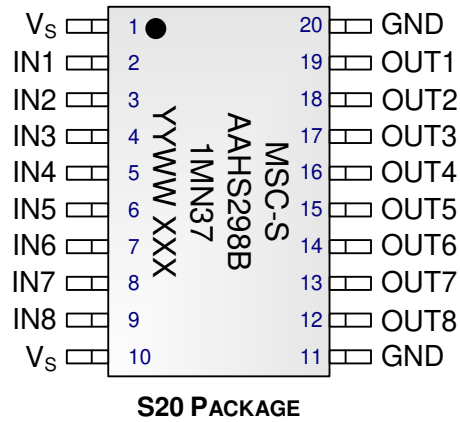 V_S 1 20 GND
IN1 2 19 OUT1
IN2 3 18 OUT2
IN3 4 17 OUT3
IN4 5 16 OUT4
IN5 6 15 OUT5
IN6 7 14 OUT6
IN7 8 13 OUT7
IN8 9 12 OUT8
V_S 10 11 GND
MSC-S
AAHS298B
1MN37
YYWW XXX
S20 PACKAGE